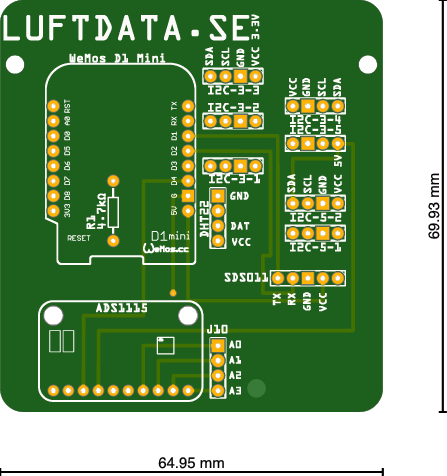 LUFTDATA.SE
3.3V
WeMos D1 Mini
SDA
SCL
GND
VCC
I2C-3-3
I2C-3-2
I2C-3-1
VCC
GND
SCL
SDA
I2C-3-4
I2C-3-5
5V
RST
A0
D0
D5
D6
D7
D8
3V3
TX
RX
D1
D2
D3
D4
G
5V
R1
4.7kΩ
RESET
D1 mini
WeMos.cc
DHT22
GND
DAT
VCC
SDA
SCL
GND
VCC
I2C-5-2
I2C-5-1
SDS011
TX
RX
GND
VCC
ADS1115
J10
A0
A1
A2
A3
69.93 mm
64.95 mm